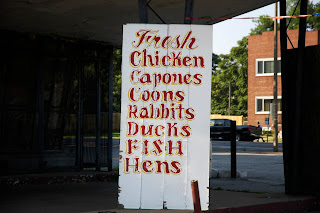 Fresh
Chicken
Capones
Coons
Rabbits
Ducks
FISH
Hens